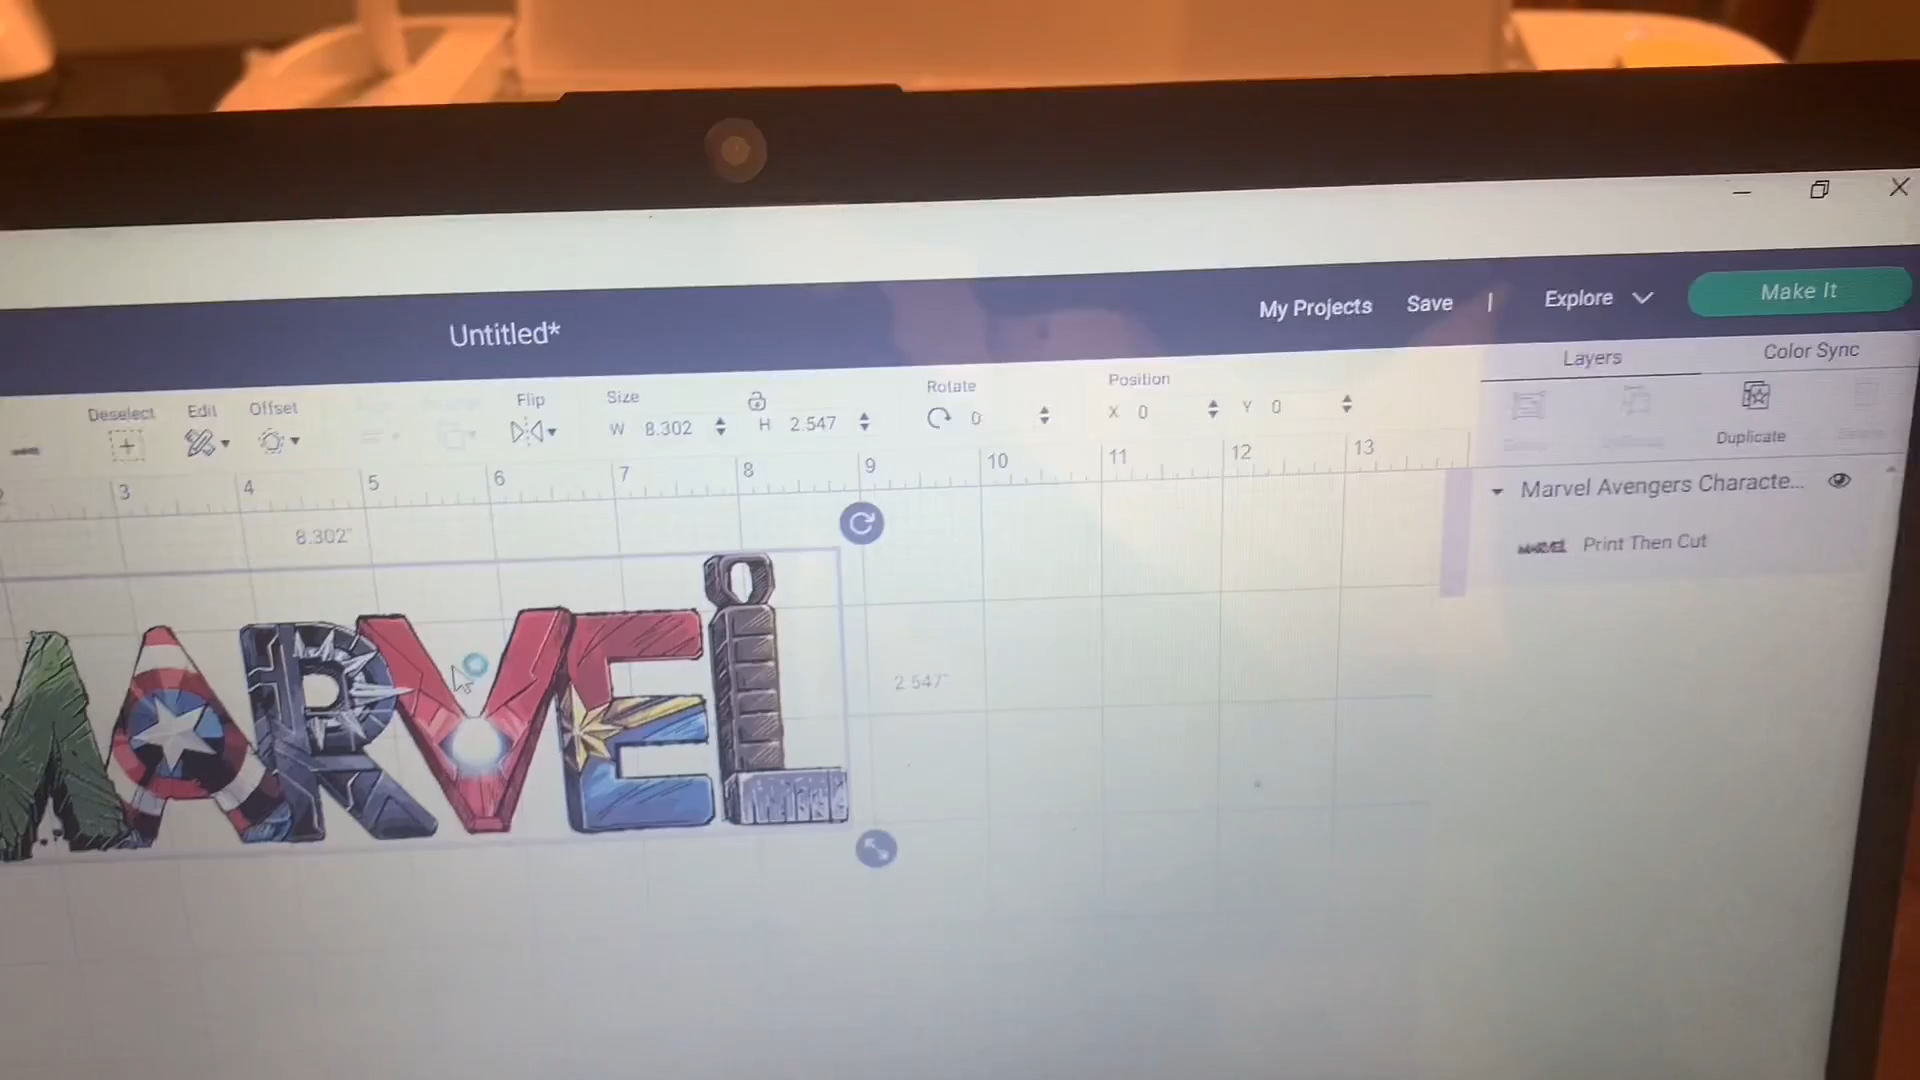 Untitled*
My Projects Save | Explore Make It
Layers Color Sync
Deselect Edit Offset Flip Size Rotate Position
W 8.302 H 2.547 0 X 0 Y 0
Duplicate
3 4 5 6 7 8 9 10 11 12 13
8.302"
Marvel Avengers Characte...
MARVEL Print Then Cut
MARVEL
2.547"